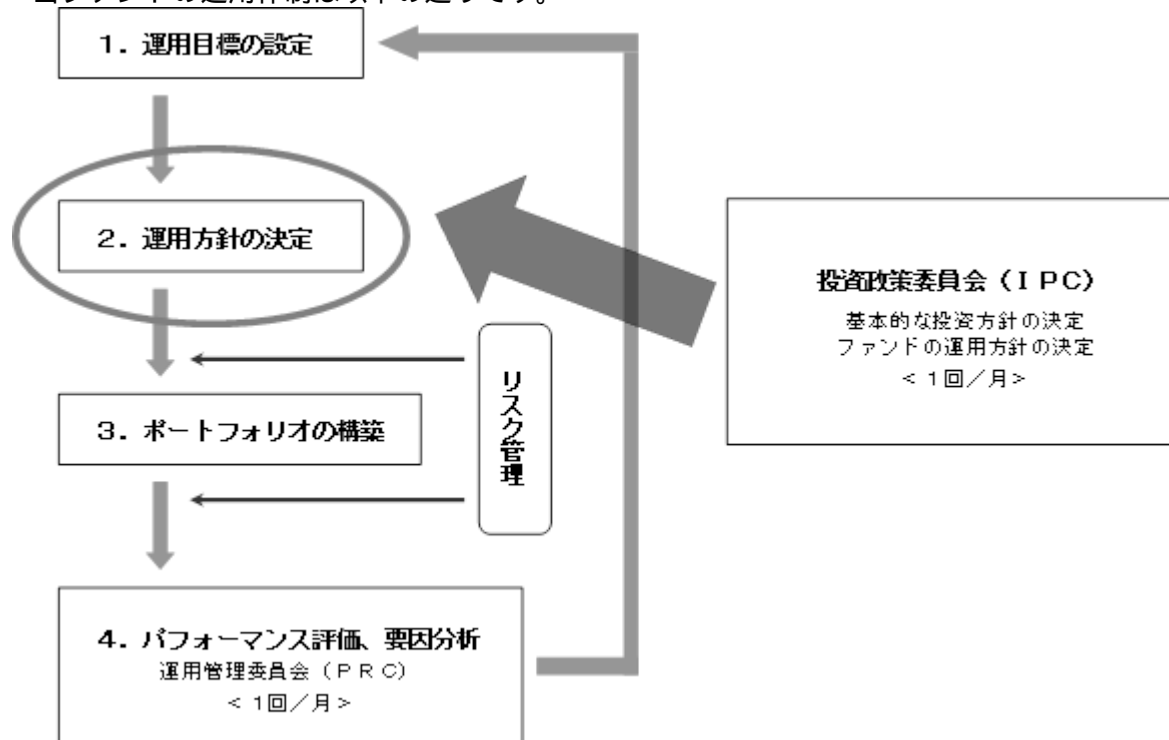 １．運用目標の設定
２．運用方針の決定
投資政策委員会（ＩＰＣ）
基本的な投資方針の決定
ファンドの運用方針の決定
＜１回／月＞
リスク管理
３．ポートフォリオの構築
４．パフォーマンス評価、要因分析
運用管理委員会（ＰＲＣ）
＜１回／月＞